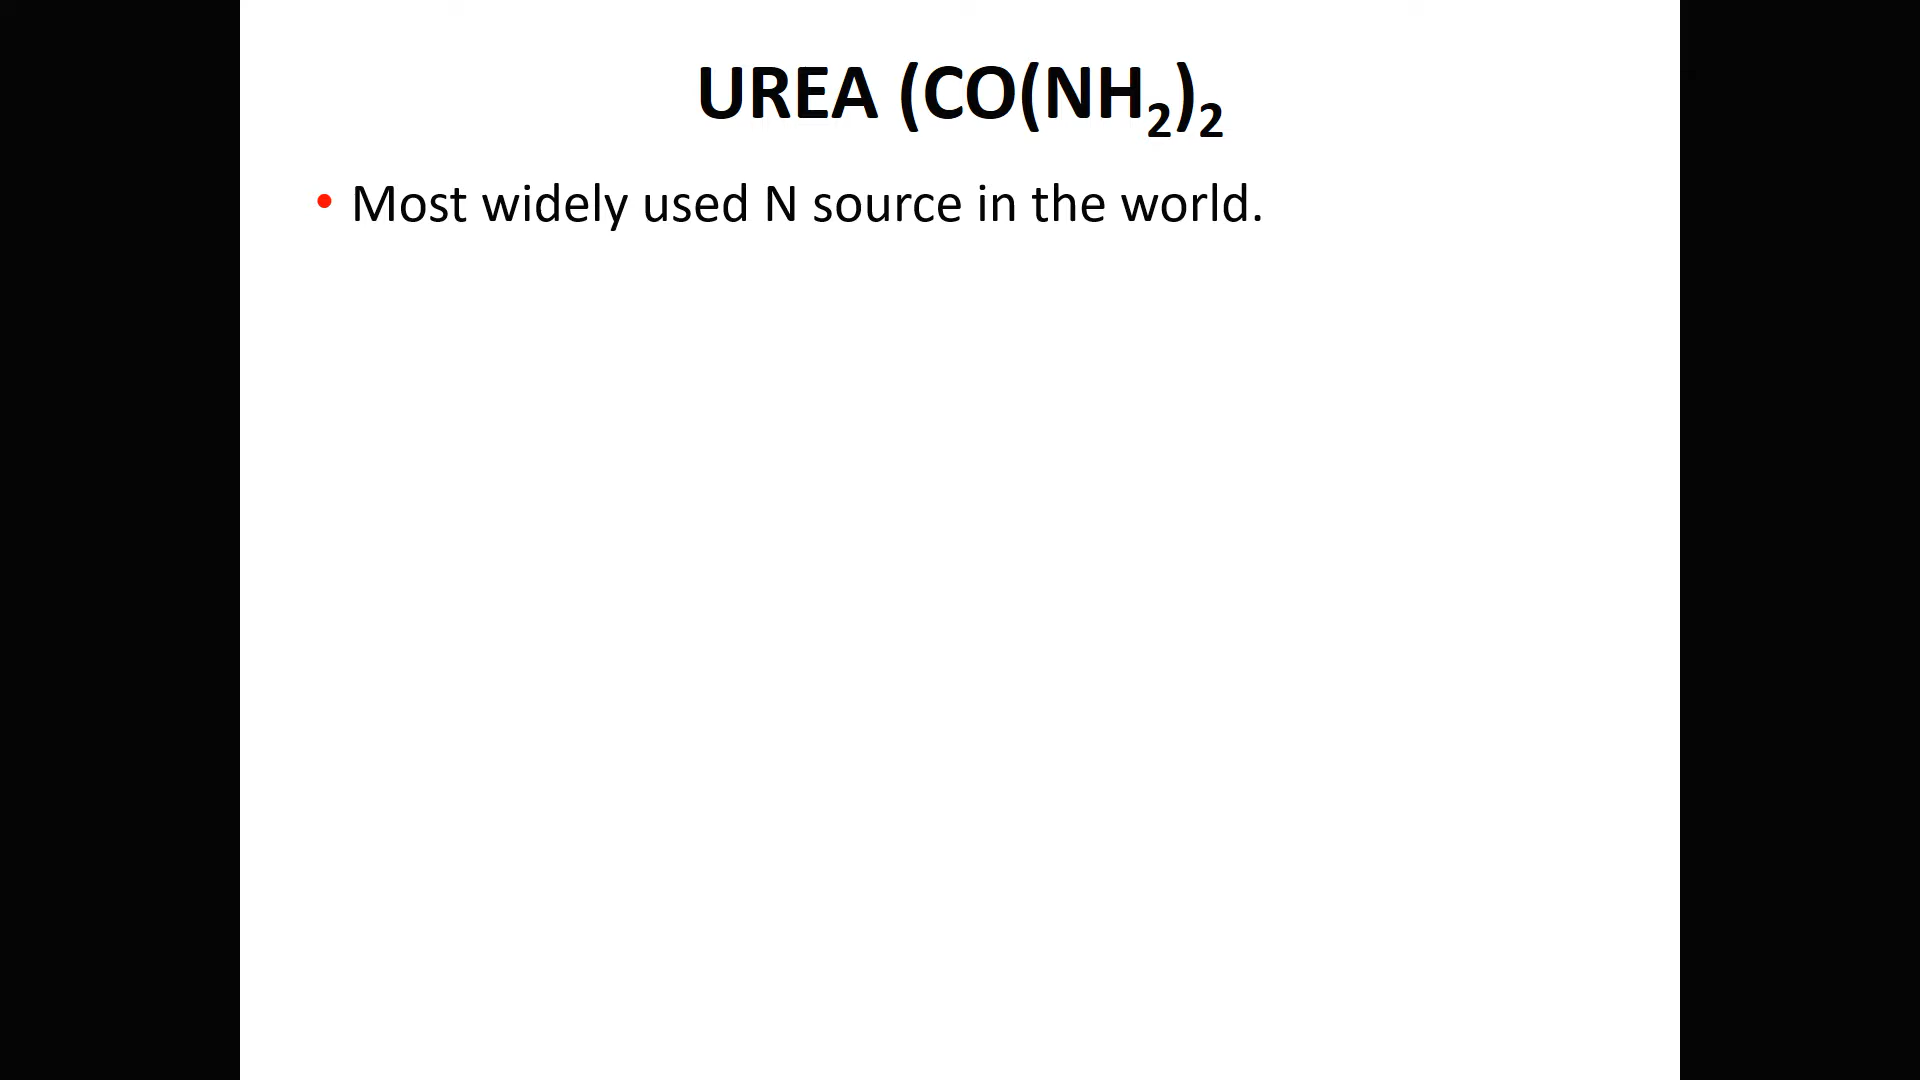 UREA (CO(NH₂)₂
• Most widely used N source in the world.